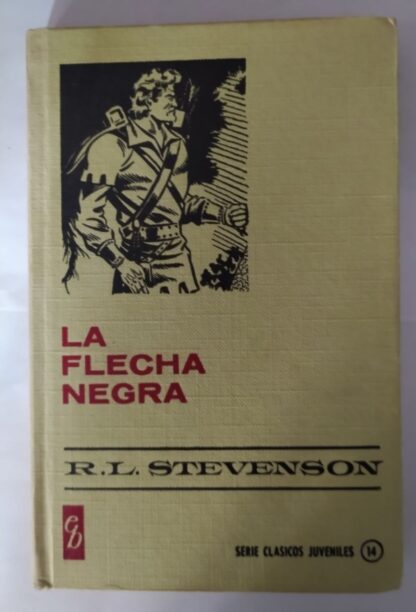 LA
FLECHA
NEGRA
R.L. STEVENSON
SERIE CLASICOS JUVENILES 14